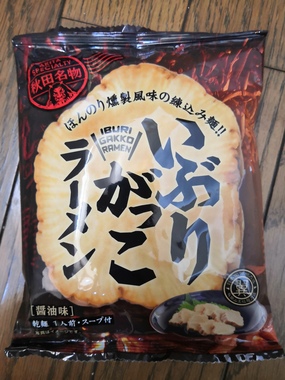 SPECIALTY
秋田名物
ほんのり燻製風味の練込み麺!!
IBURI
GAKKO
RAMEN
いぶり
がっこ
ラーメン
[醤油味]
乾麺 1人前・スープ付